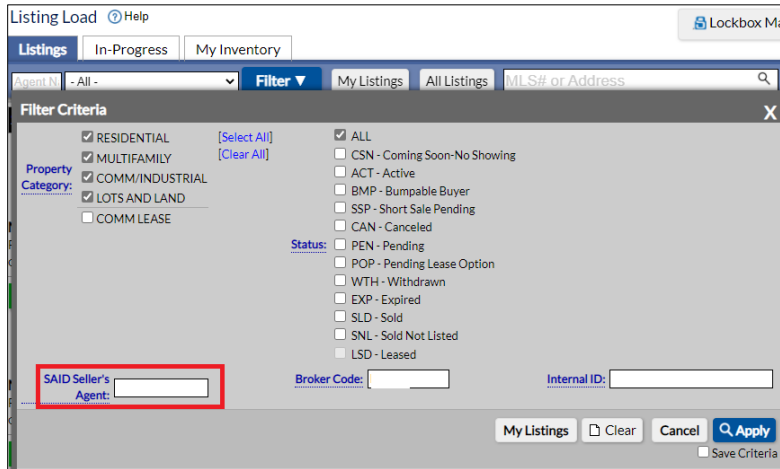 Listing Load ? Help
Lockbox Ma
Listings In-Progress My Inventory
Agent N - All - Filter ▼ My Listings All Listings MLS# or Address
Filter Criteria X
Property Category:
RESIDENTIAL [Select All]
MULTIFAMILY [Clear All]
COMM/INDUSTRIAL
LOTS AND LAND
COMM LEASE
Status:
ALL
CSN - Coming Soon-No Showing
ACT - Active
BMP - Bumpable Buyer
SSP - Short Sale Pending
CAN - Canceled
PEN - Pending
POP - Pending Lease Option
WTH - Withdrawn
EXP - Expired
SLD - Sold
SNL - Sold Not Listed
LSD - Leased
SAID Seller's
Agent:
Broker Code:
Internal ID:
My Listings Clear Cancel Apply
Save Criteria